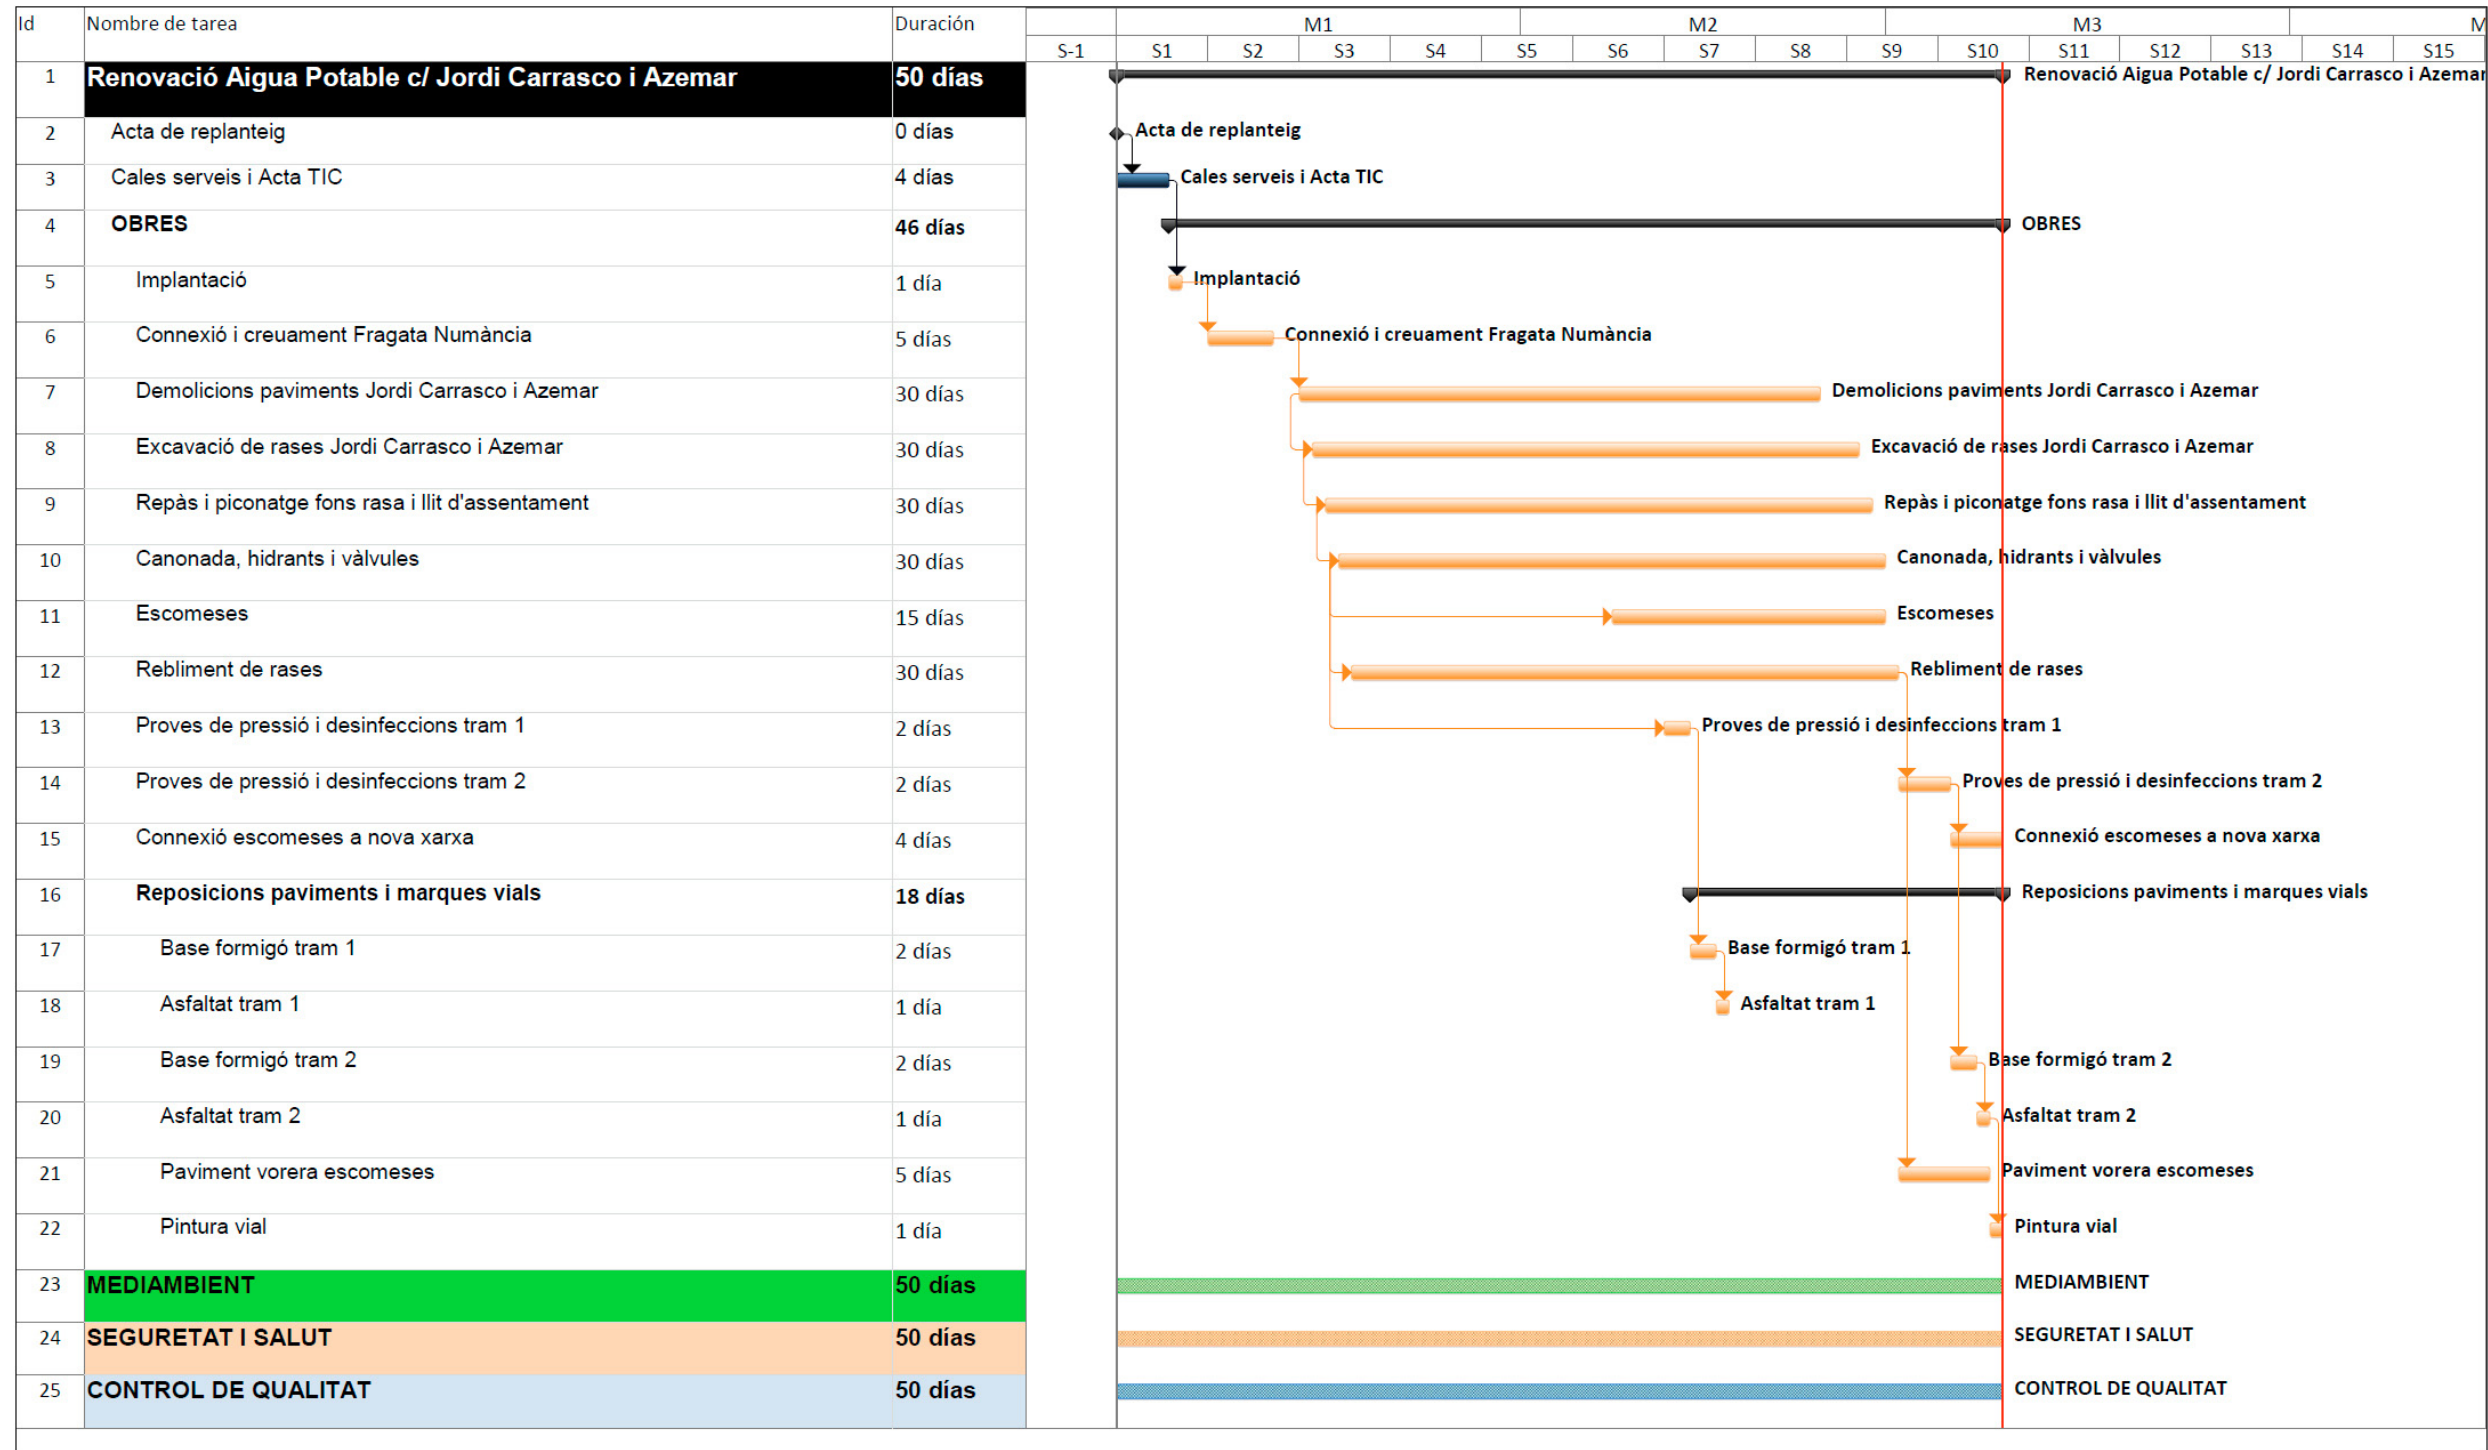 Id Nombre de tarea Duración M1 M2 M3 M
S-1 S1 S2 S3 S4 S5 S6 S7 S8 S9 S10 S11 S12 S13 S14 S15
1 Renovació Aigua Potable c/ Jordi Carrasco i Azemar 50 días Renovació Aigua Potable c/ Jordi Carrasco i Azemar
2 Acta de replanteig 0 días Acta de replanteig
3 Cales serveis i Acta TIC 4 días Cales serveis i Acta TIC
4 OBRES 46 días OBRES
5 Implantació 1 día Implantació
6 Connexió i creuament Fragata Numància 5 días Connexió i creuament Fragata Numància
7 Demolicions paviments Jordi Carrasco i Azemar 30 días Demolicions paviments Jordi Carrasco i Azemar
8 Excavació de rases Jordi Carrasco i Azemar 30 días Excavació de rases Jordi Carrasco i Azemar
9 Repàs i piconatge fons rasa i llit d'assentament 30 días Repàs i piconatge fons rasa i llit d'assentament
10 Canonada, hidrants i vàlvules 30 días Canonada, hidrants i vàlvules
11 Escomeses 15 días Escomeses
12 Rebliment de rases 30 días Rebliment de rases
13 Proves de pressió i desinfeccions tram 1 2 días Proves de pressió i desinfeccions tram 1
14 Proves de pressió i desinfeccions tram 2 2 días Proves de pressió i desinfeccions tram 2
15 Connexió escomeses a nova xarxa 4 días Connexió escomeses a nova xarxa
16 Reposicions paviments i marques vials 18 días Reposicions paviments i marques vials
17 Base formigó tram 1 2 días Base formigó tram 1
18 Asfaltat tram 1 1 día Asfaltat tram 1
19 Base formigó tram 2 2 días Base formigó tram 2
20 Asfaltat tram 2 1 día Asfaltat tram 2
21 Paviment vorera escomeses 5 días Paviment vorera escomeses
22 Pintura vial 1 día Pintura vial
23 MEDIAMBIENT 50 días MEDIAMBIENT
24 SEGURETAT I SALUT 50 días SEGURETAT I SALUT
25 CONTROL DE QUALITAT 50 días CONTROL DE QUALITAT